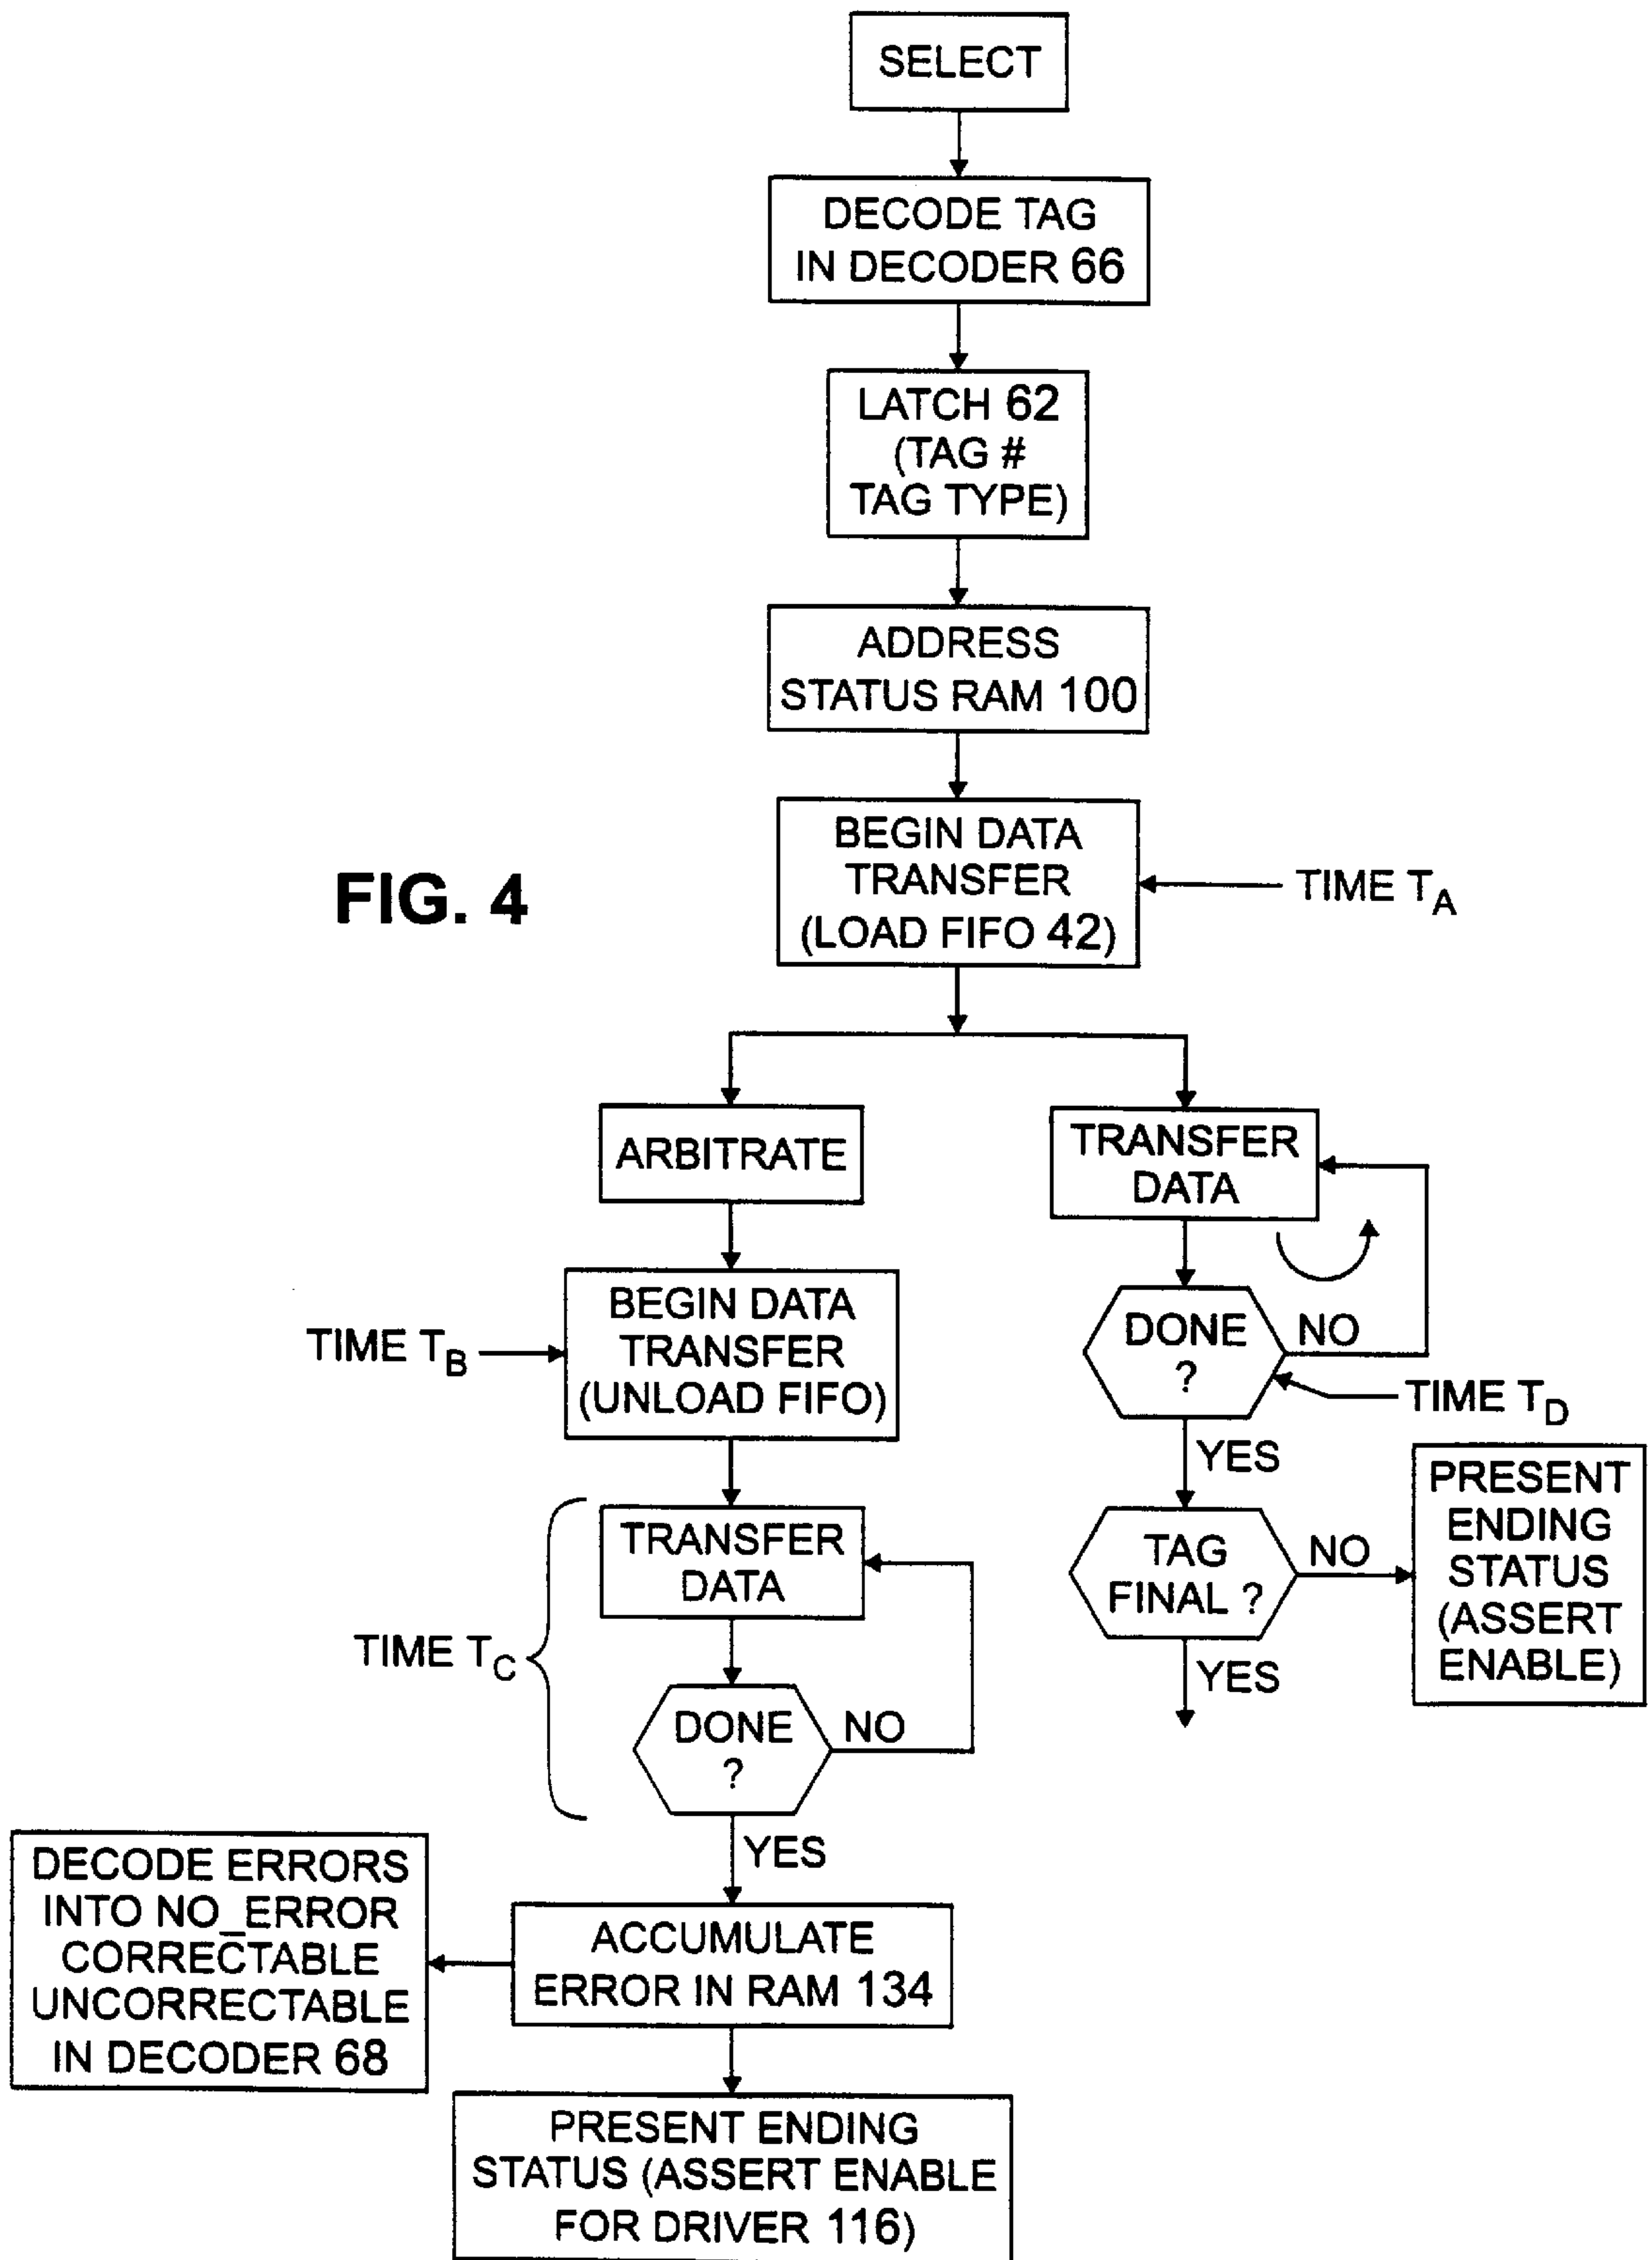 SELECT
DECODE TAG
IN DECODER 66
LATCH 62
(TAG #
TAG TYPE)
ADDRESS
STATUS RAM 100
BEGIN DATA
TRANSFER
(LOAD FIFO 42)
TIME TA
FIG. 4
ARBITRATE
TRANSFER
DATA
BEGIN DATA
TRANSFER
(UNLOAD FIFO)
TIME TB
DONE
?
NO
TIME TD
YES
TAG
FINAL ?
NO
PRESENT
ENDING
STATUS
(ASSERT
ENABLE)
YES
TRANSFER
DATA
TIME TC
DONE
?
NO
YES
DECODE ERRORS
INTO NO_ERROR
CORRECTABLE
UNCORRECTABLE
IN DECODER 68
ACCUMULATE
ERROR IN RAM 134
PRESENT ENDING
STATUS (ASSERT ENABLE
FOR DRIVER 116)